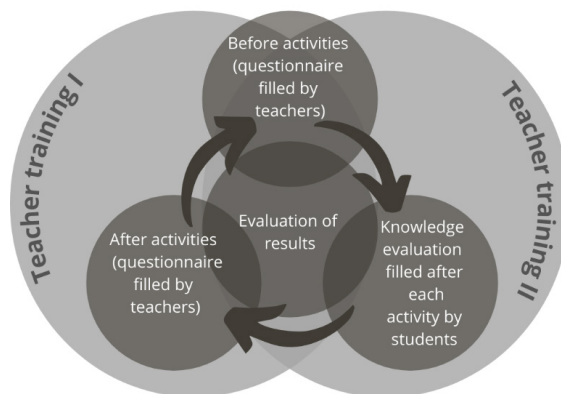 Teacher training I
Before activities
(questionnaire
filled by
teachers)
Teacher training II
Evaluation of
results
After activities
(questionnaire
filled by
teachers)
Knowledge
evaluation
filled after
each
activity by
students